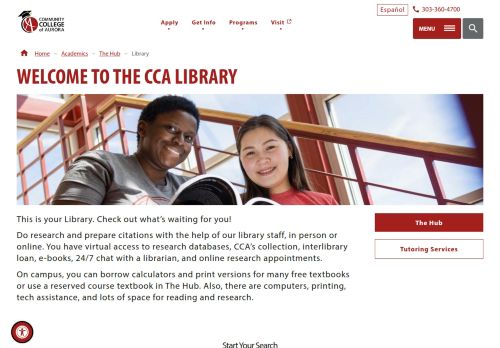 COMMUNITY
COLLEGE
of AURORA
Apply
Get Info
Programs
Visit
Español
303-360-4700
MENU
Home
Academics
The Hub
Library
WELCOME TO THE CCA LIBRARY
This is your Library. Check out what's waiting for you!
Do research and prepare citations with the help of our library staff, in person or
online. You have virtual access to research databases, CCA's collection, interlibrary
loan, e-books, 24/7 chat with a librarian, and online research appointments.
On campus, you can borrow calculators and print versions for many free textbooks
or use a reserved course textbook in The Hub. Also, there are computers, printing,
tech assistance, and lots of space for reading and research.
The Hub
Tutoring Services
Start Your Search